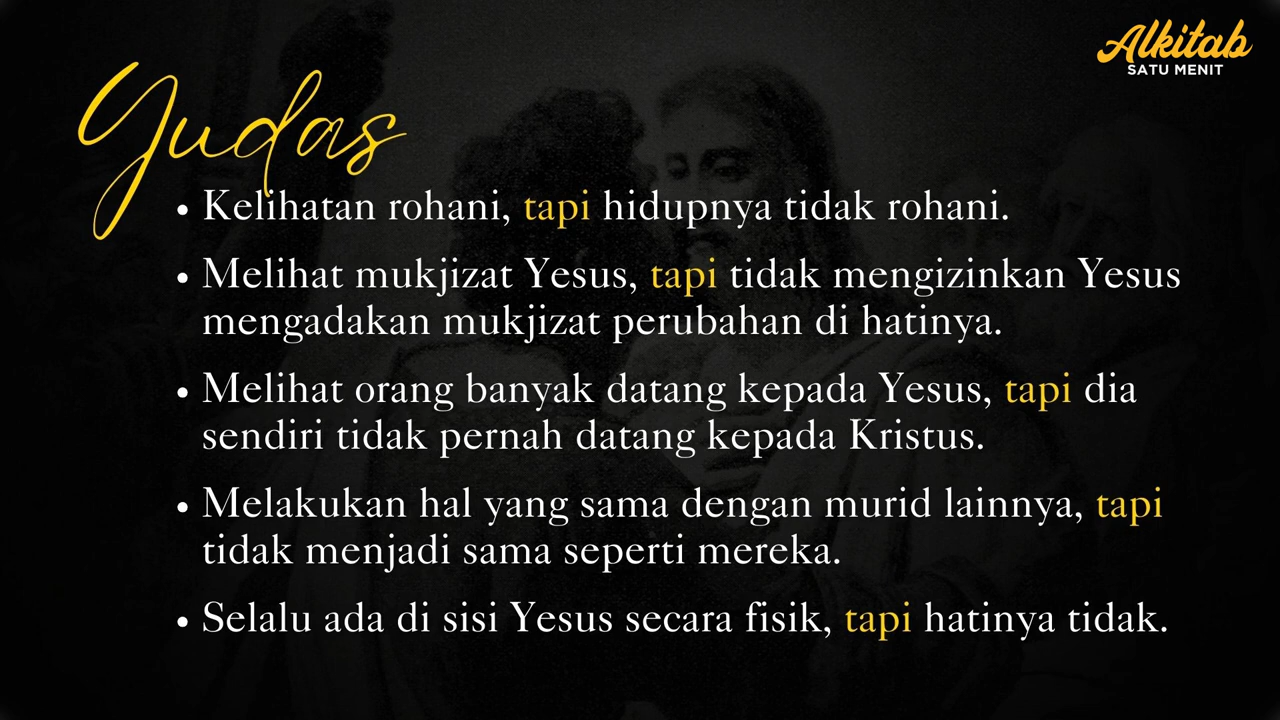 Alkitab
SATU MENIT
Yudas
• Kelihatan rohani, tapi hidupnya tidak rohani.
• Melihat mukjizat Yesus, tapi tidak mengizinkan Yesus
mengadakan mukjizat perubahan di hatinya.
• Melihat orang banyak datang kepada Yesus, tapi dia
sendiri tidak pernah datang kepada Kristus.
• Melakukan hal yang sama dengan murid lainnya, tapi
tidak menjadi sama seperti mereka.
• Selalu ada di sisi Yesus secara fisik, tapi hatinya tidak.